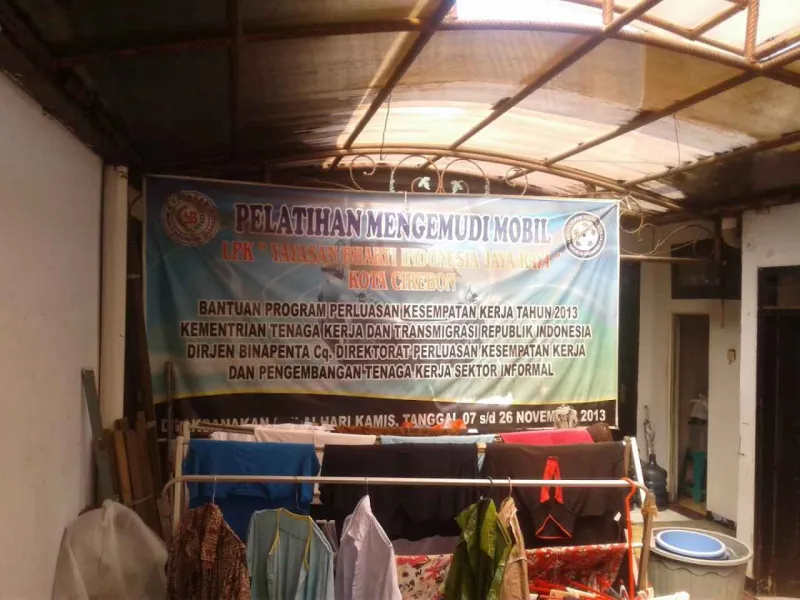 PELATIHAN MENGEMUDI MOBIL
LPK " YAYASAN BHAKTI INDONESIA JAYA RAYA "
KOTA CIREBON
BANTUAN PROGRAM PERLUASAN KESEMPATAN KERJA TAHUN 2013
KEMENTRIAN TENAGA KERJA DAN TRANSMIGRASI REPUBLIK INDONESIA
DIRJEN BINAPENTA Cq. DIREKTORAT PERLUASAN KESEMPATAN KERJA
DAN PENGEMBANGAN TENAGA KERJA SEKTOR INFORMAL
HARI KAMIS, TANGGAL 07 s/d 26 NOVEMBER 2013